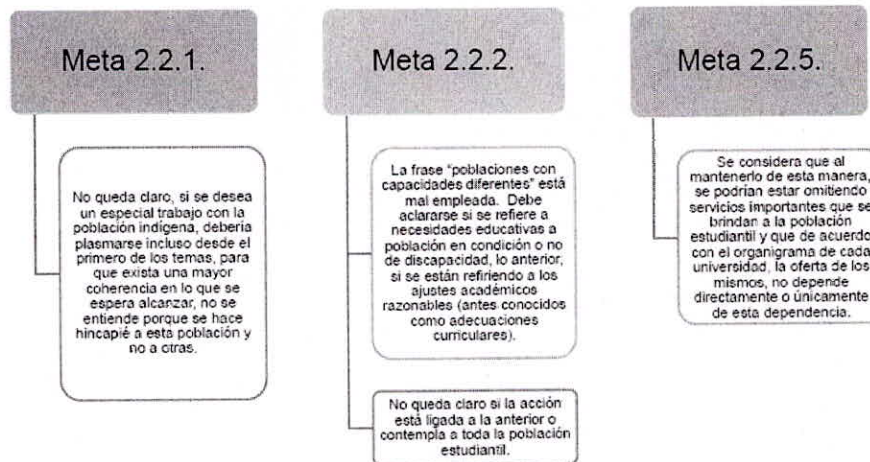 Meta 2.2.1.
No queda claro, si se desea
un especial trabajo con la
población indígena, debería
plasmarse incluso desde el
primero de los temas, para
que exista una mayor
coherencia en lo que se
espera alcanzar, no se
entiende porque se hace
hincapié a esta población y
no a otras.
Meta 2.2.2.
La frase "poblaciones con
capacidades diferentes" está
mal empleada. Debe
aclararse si se refiere a
necesidades educativas a
población en condición o no
de discapacidad, lo anterior,
si se están refiriendo a los
ajustes académicos
razonables (antes conocidos
como adecuaciones
curriculares).
No queda claro si la acción
está ligada a la anterior o
contempla a toda la población
estudiantil.
Meta 2.2.5.
Se considera que al
mantenerlo de esta manera,
se podrían estar omitiendo
servicios importantes que se
brindan a la población
estudiantil y que de acuerdo
con el organigrama de cada
universidad, la oferta de los
mismos, no depende
directamente o únicamente
de esta dependencia.